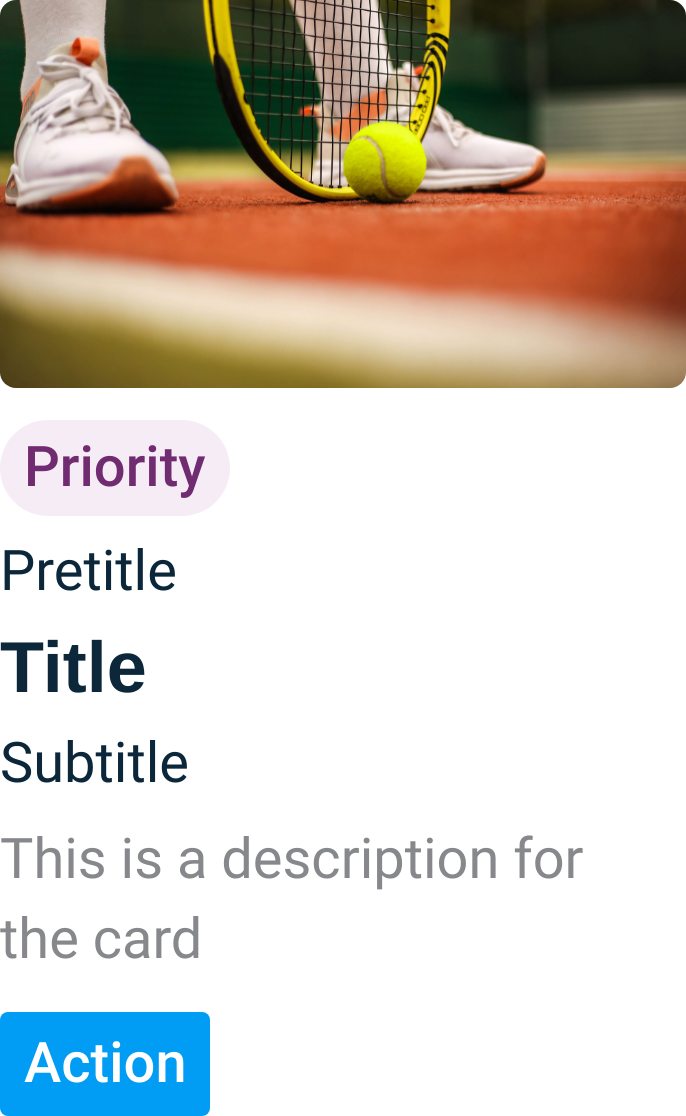 Priority
Pretitle
Title
Subtitle
This is a description for
the card
Action